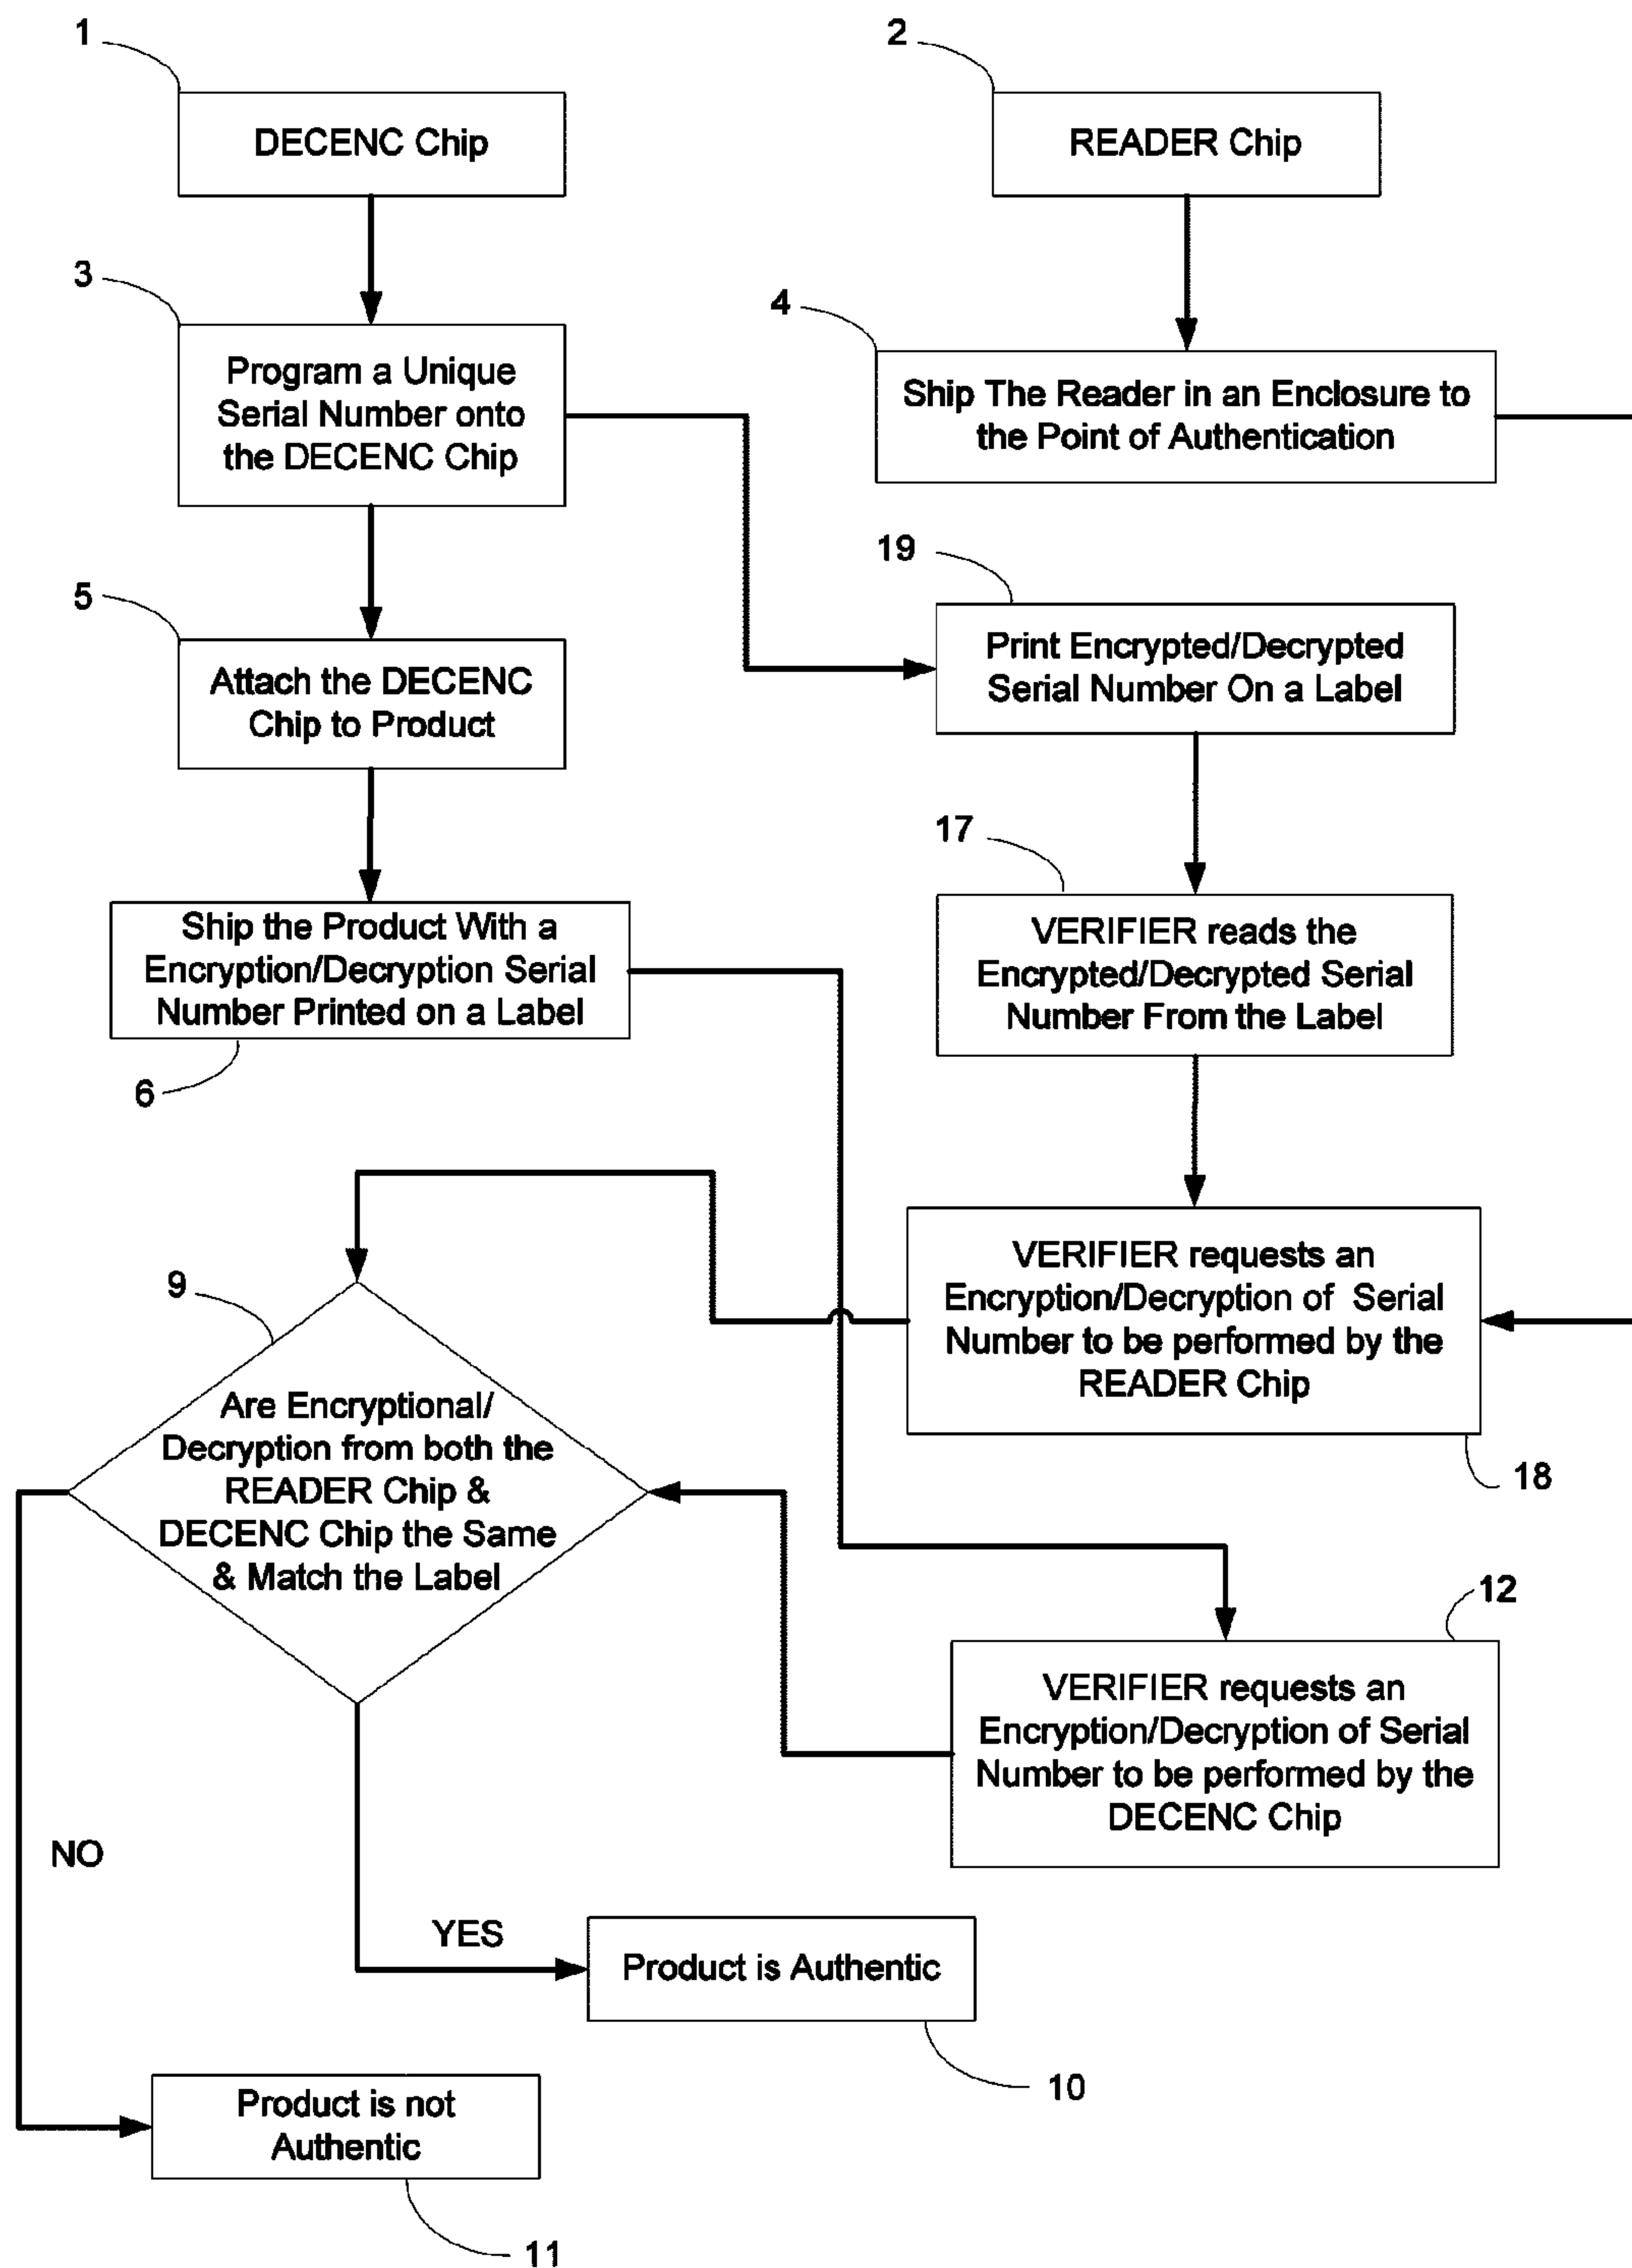 1
DECENC Chip
2
READER Chip
3
Program a Unique
Serial Number onto
the DECENC Chip
4
Ship The Reader in an Enclosure to
the Point of Authentication
19
Print Encrypted/Decrypted
Serial Number On a Label
5
Attach the DECENC
Chip to Product
17
VERIFIER reads the
Encrypted/Decrypted Serial
Number From the Label
Ship the Product With a
Encryption/Decryption Serial
Number Printed on a Label
6
VERIFIER requests an
Encryption/Decryption of Serial
Number to be performed by the
READER Chip
18
9
Are Encryptional/
Decryption from both the
READER Chip &
DECENC Chip the Same
& Match the Label
12
VERIFIER requests an
Encryption/Decryption of Serial
Number to be performed by the
DECENC Chip
NO
YES
Product is Authentic
10
Product is not
Authentic
11